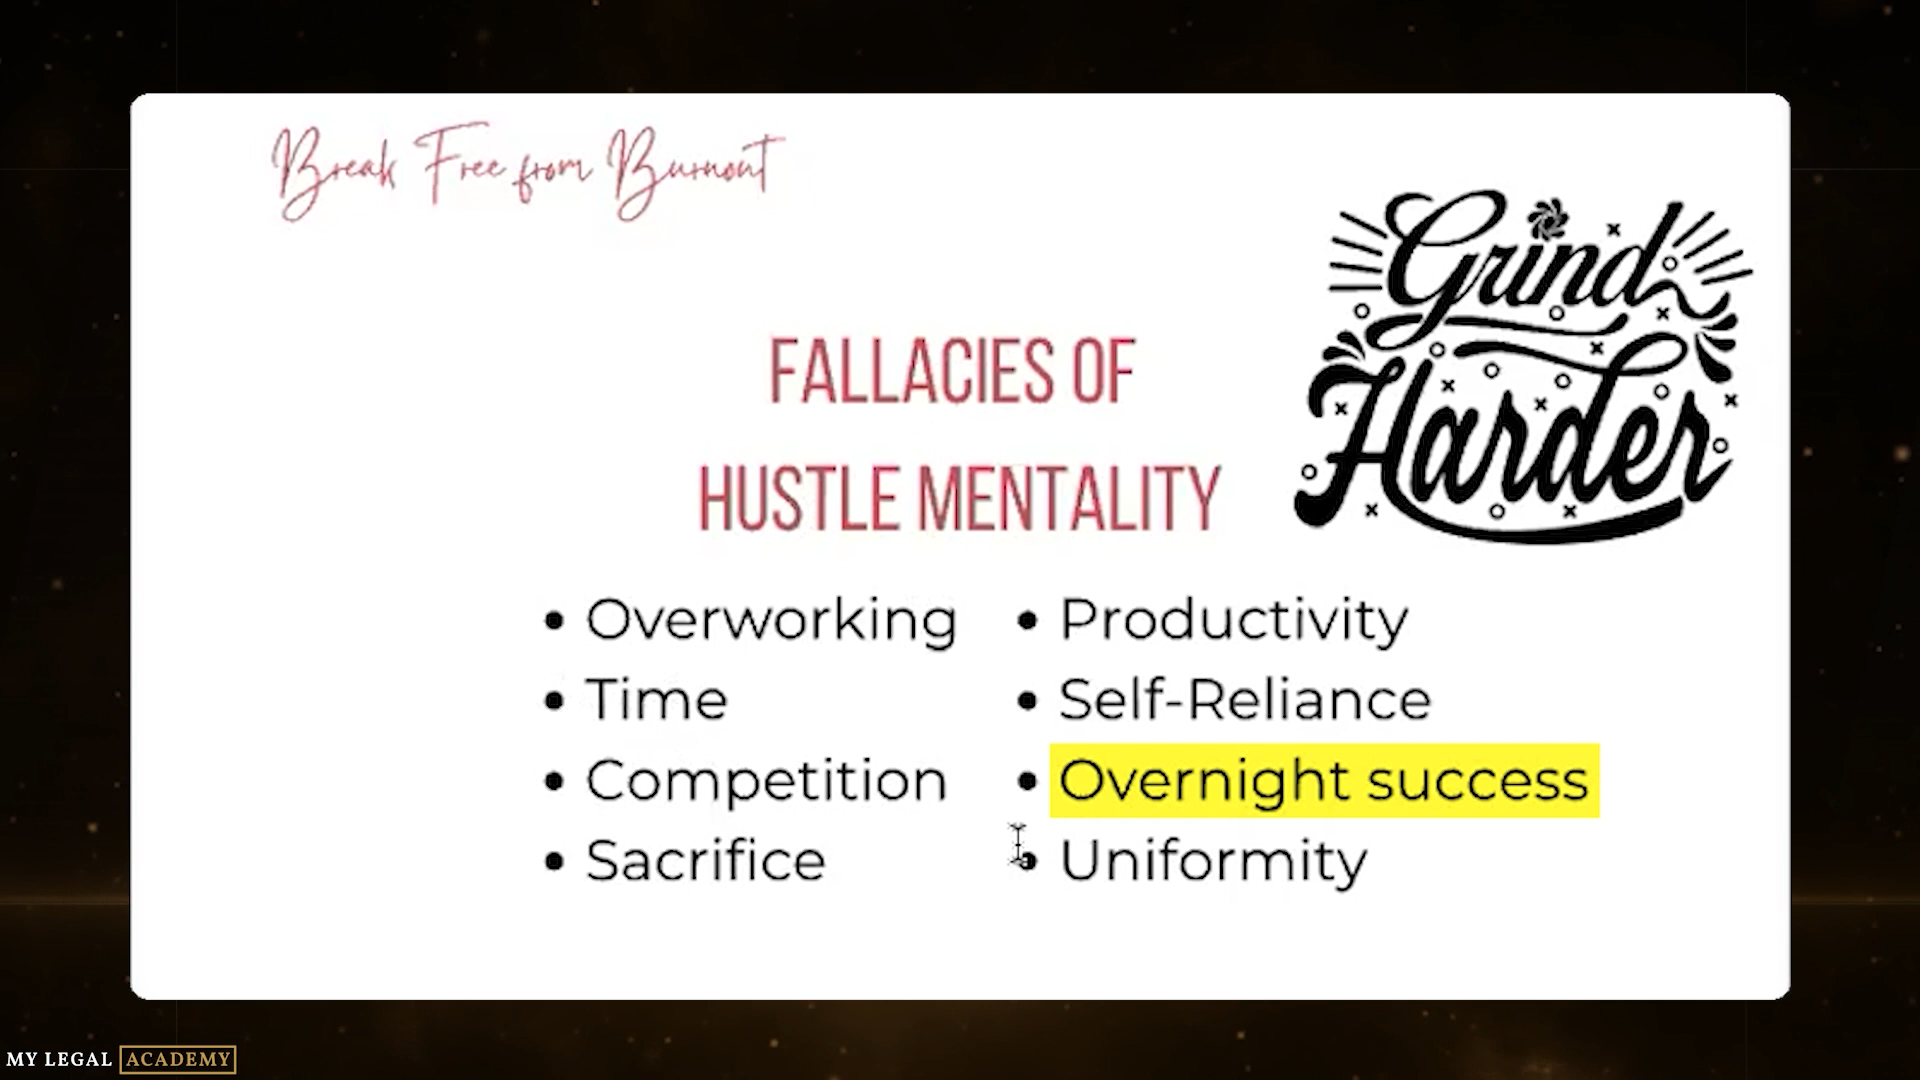 Break Free from Burnout
Grind
Harder
FALLACIES OF
HUSTLE MENTALITY
• Overworking
• Time
• Competition
• Sacrifice
• Productivity
• Self-Reliance
• Overnight success
• Uniformity
MY LEGAL ACADEMY